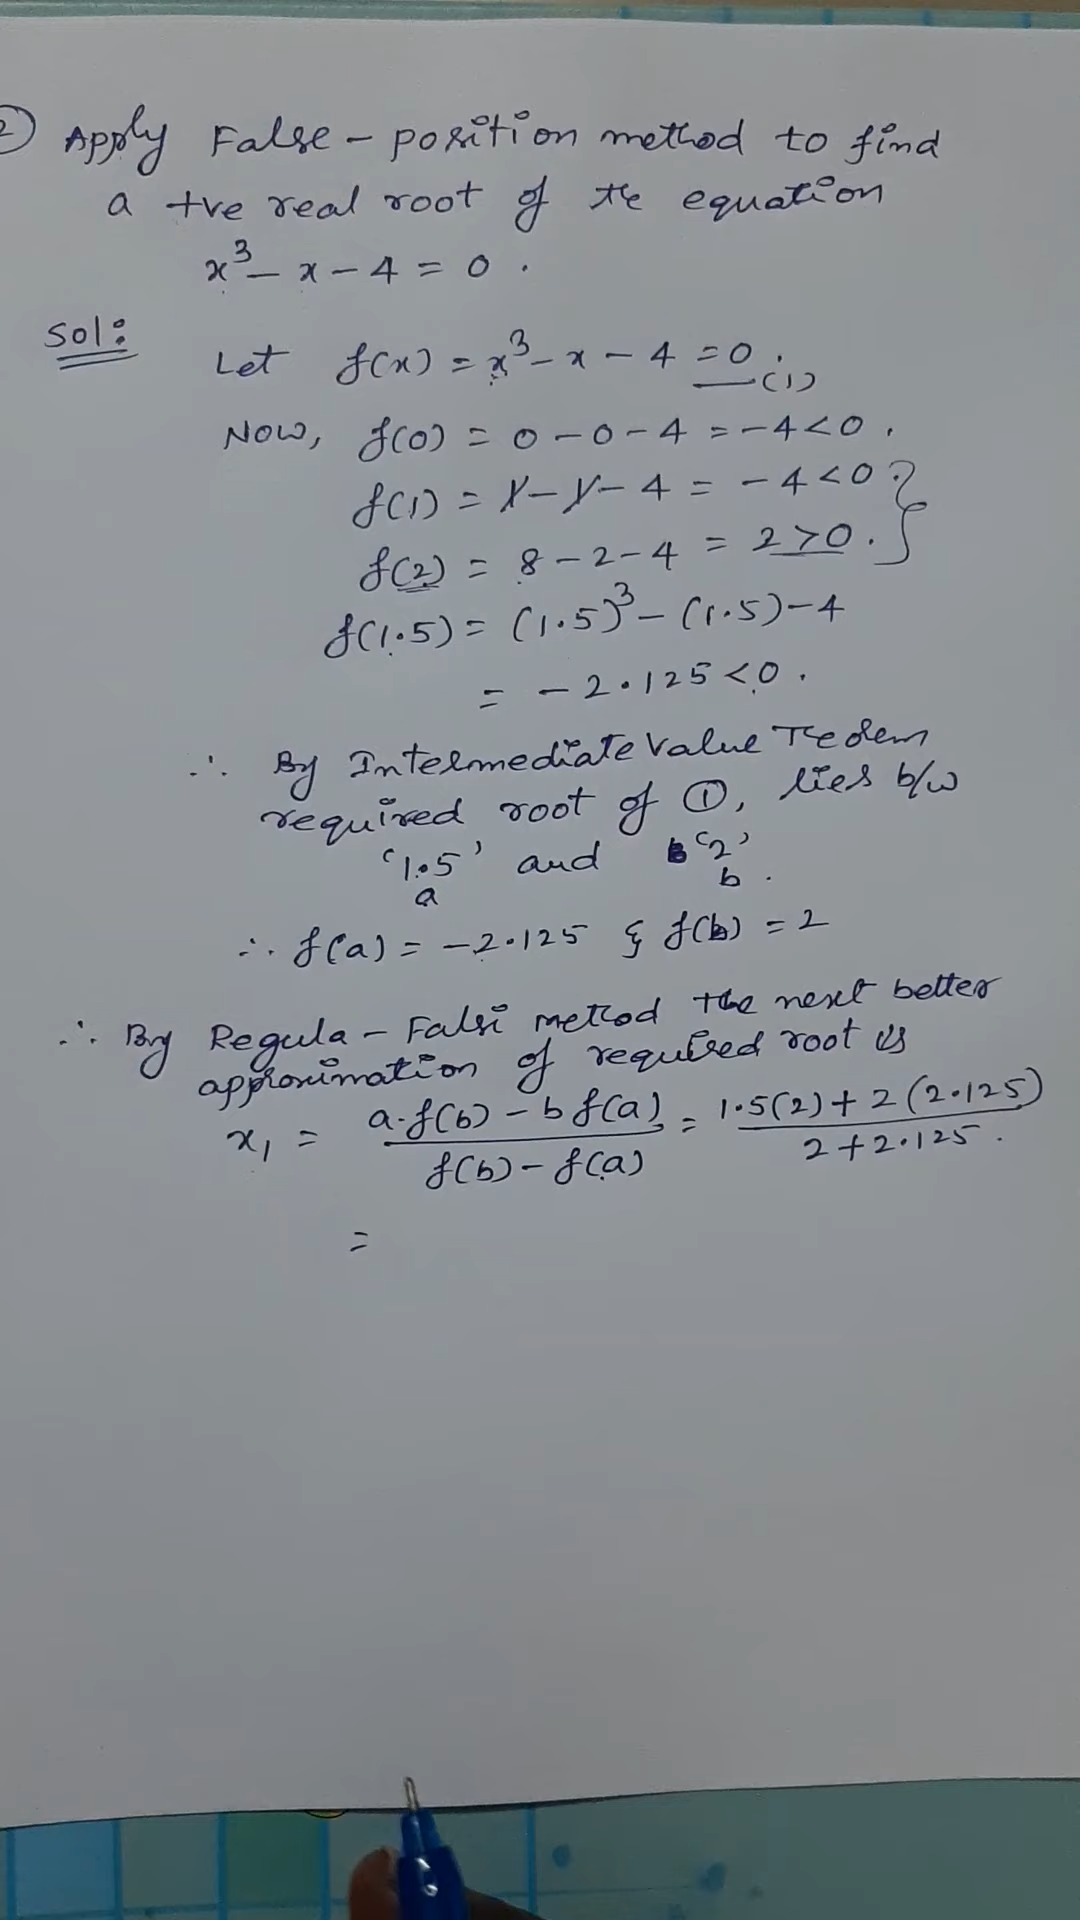 2) Apply False - position method to find
a +ve real root of the equation
x³ - x - 4 = 0 .
Sol:
Let f(x) = x³ - x - 4 = 0 . (1)
Now, f(0) = 0 - 0 - 4 = - 4 < 0 .
f(1) = 1 - 1 - 4 = - 4 < 0 }
f(2) = 8 - 2 - 4 = 2 > 0 .
f(1.5) = (1.5)³ - (1.5) - 4
= - 2.125 < 0 .
∴ By Intermediate Value Teorem
required root of ①, lies b/w
'1.5' and '2'
a b .
∴ f(a) = - 2.125 & f(b) = 2
∴ By Regula - Falsi metod the next better
approximation of required root is
x₁ = a.f(b) - b f(a) / f(b) - f(a) = 1.5(2) + 2(2.125) / 2 + 2.125 .
=